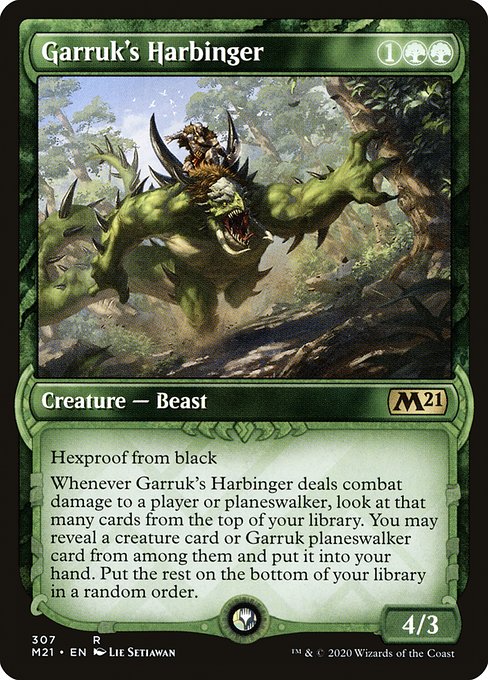 Garruk's Harbinger 1
Creature — Beast M21
Hexproof from black
Whenever Garruk's Harbinger deals combat
damage to a player or planeswalker, look at that
many cards from the top of your library. You may
reveal a creature card or Garruk planeswalker
card from among them and put it into your
hand. Put the rest on the bottom of your library
in a random order.
4/3
307 R
M21 • EN Lie Setiawan
™ & © 2020 Wizards of the Coast